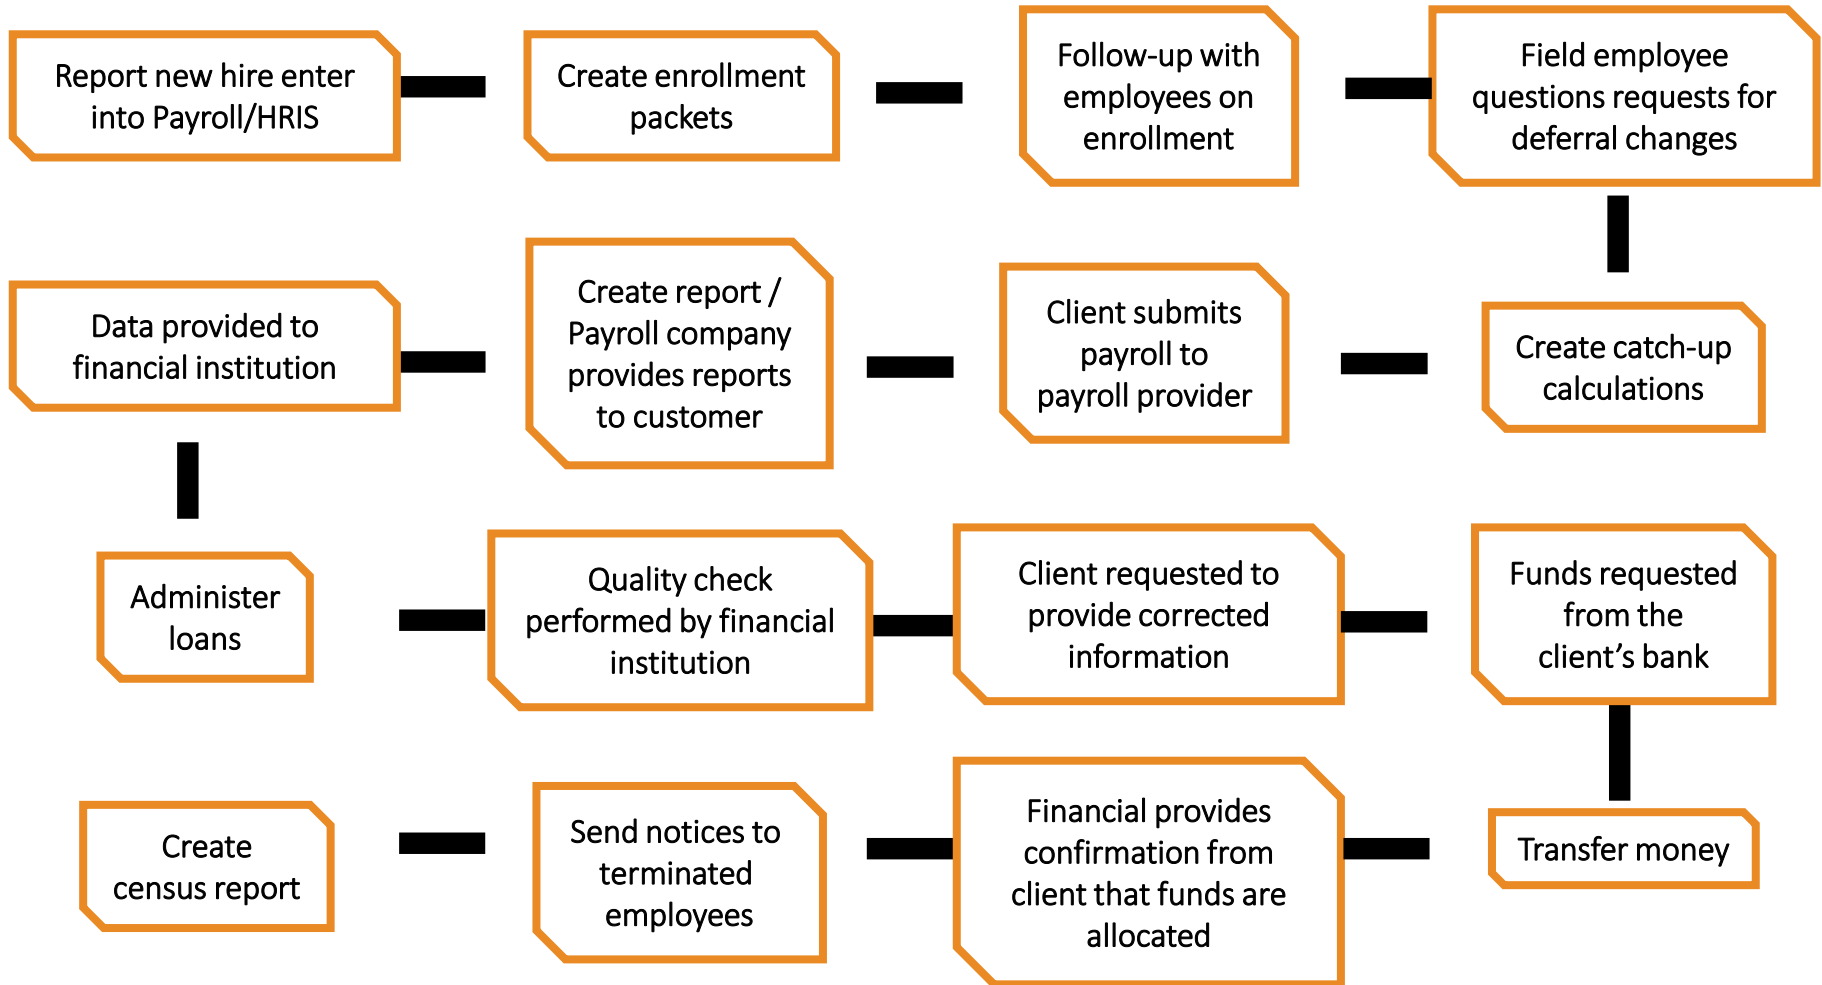 Report new hire enter
into Payroll/HRIS
Create enrollment
packets
Follow-up with
employees on
enrollment
Field employee
questions requests for
deferral changes
Data provided to
financial institution
Create report /
Payroll company
provides reports
to customer
Client submits
payroll to
payroll provider
Create catch-up
calculations
Administer
loans
Quality check
performed by financial
institution
Client requested to
provide corrected
information
Funds requested
from the
client’s bank
Create
census report
Send notices to
terminated
employees
Financial provides
confirmation from
client that funds are
allocated
Transfer money